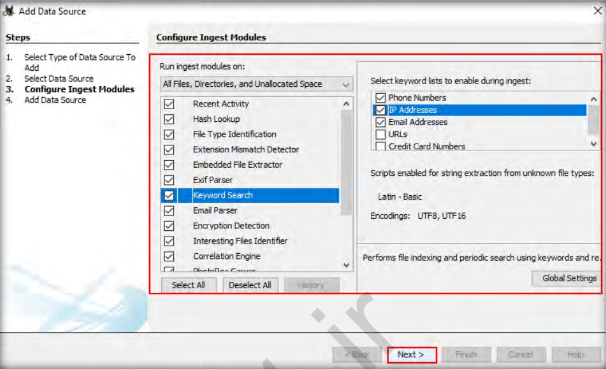 Add Data Source
Steps
1. Select Type of Data Source To
Add
2. Select Data Source
3. Configure Ingest Modules
4. Add Data Source
Configure Ingest Modules
Run ingest modules on:
All Files, Directories, and Unallocated Space
Recent Activity
Hash Lookup
File Type Identification
Extension Mismatch Detector
Embedded File Extractor
Exif Parser
Keyword Search
Email Parser
Encryption Detection
Interesting Files Identifier
Correlation Engine
PhotoRec Carver
Select All Deselect All History
Select keyword lists to enable during ingest:
Phone Numbers
IP Addresses
Email Addresses
URLs
Credit Card Numbers
Scripts enabled for string extraction from unknown file types:
Latin - Basic
Encodings: UTF8, UTF16
Performs file indexing and periodic search using keywords and re.
Global Settings
< Back Next > Finish Cancel Help